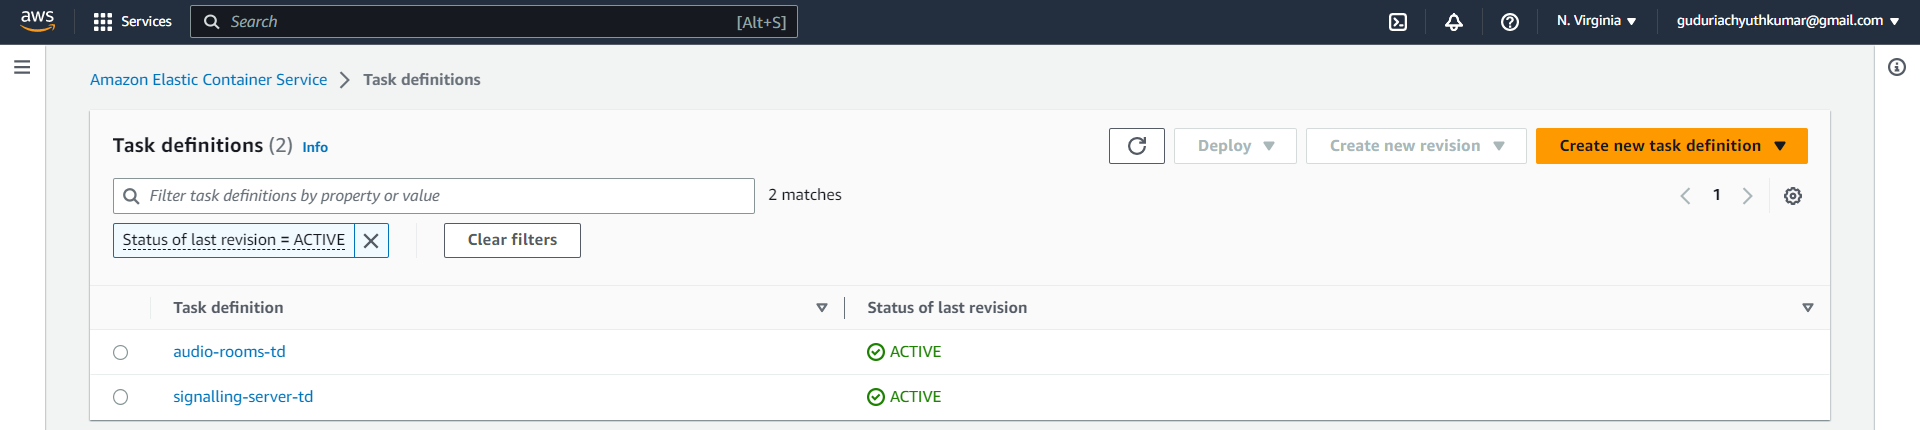 aws Services Search [Alt+S] N. Virginia guduriachyuthkumar@gmail.com
Amazon Elastic Container Service Task definitions
Task definitions (2) Info Deploy Create new revision Create new task definition
Filter task definitions by property or value 2 matches 1
Status of last revision = ACTIVE Clear filters
Task definition Status of last revision
audio-rooms-td ACTIVE
signalling-server-td ACTIVE